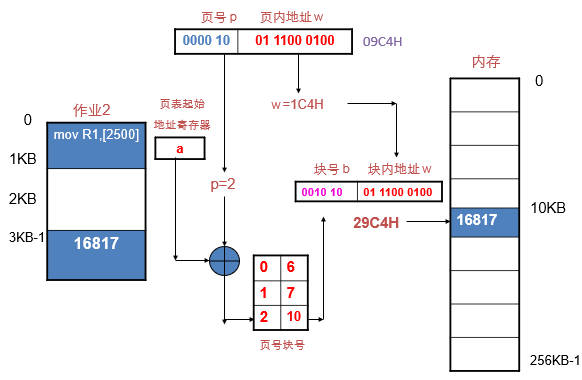 页号 p 页内地址 w
0000 10 01 1100 0100 09C4H
内存
0
作业2
页表起始
地址寄存器
a
0
mov R1,[2500]
1KB
2KB
3KB-1
16817
w=1C4H
p=2
块号 b 块内地址 w
0010 10 01 1100 0100
29C4H
10KB
16817
0 6
1 7
2 10
页号块号
256KB-1